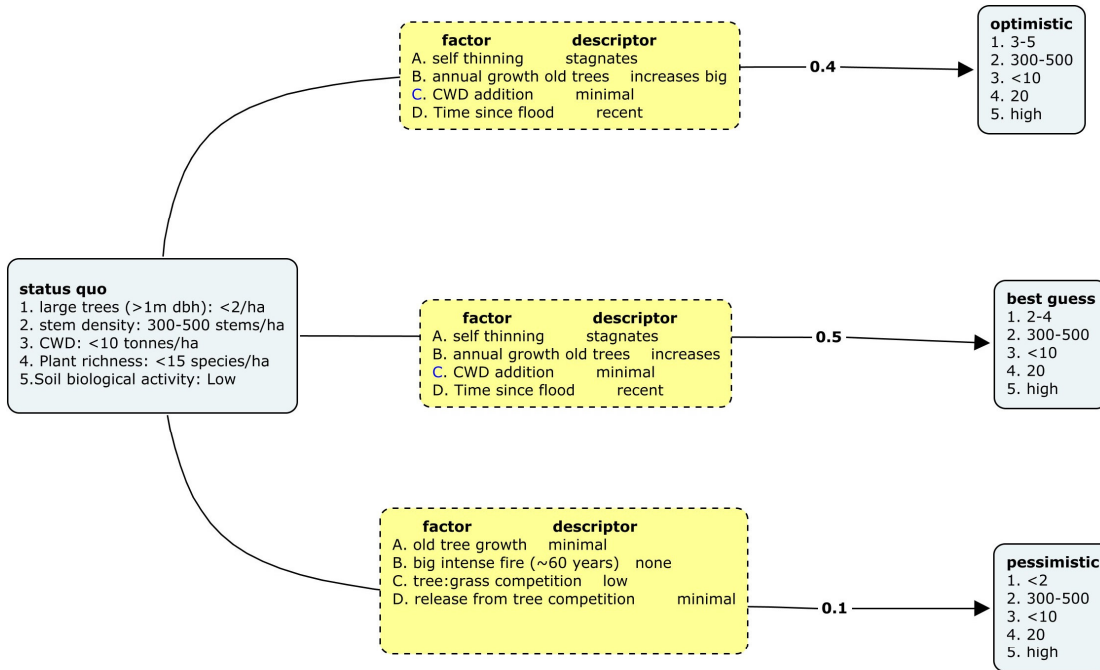 factor descriptor
A. self thinning stagnates
B. annual growth old trees increases big
C. CWD addition minimal
D. Time since flood recent
0.4
optimistic
1. 3-5
2. 300-500
3. <10
4. 20
5. high
status quo
1. large trees (>1m dbh): <2/ha
2. stem density: 300-500 stems/ha
3. CWD: <10 tonnes/ha
4. Plant richness: <15 species/ha
5.Soil biological activity: Low
factor descriptor
A. self thinning stagnates
B. annual growth old trees increases
C. CWD addition minimal
D. Time since flood recent
0.5
best guess
1. 2-4
2. 300-500
3. <10
4. 20
5. high
factor descriptor
A. old tree growth minimal
B. big intense fire (~60 years) none
C. tree:grass competition low
D. release from tree competition minimal
0.1
pessimistic
1. <2
2. 300-500
3. <10
4. 20
5. high